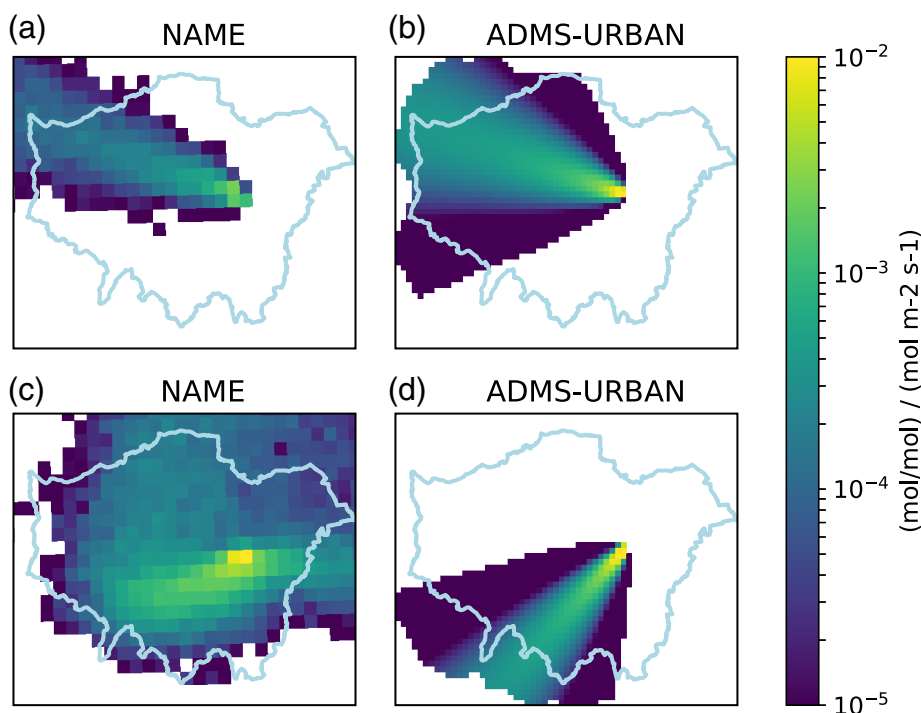 (a) NAME
(b) ADMS-URBAN
(c) NAME
(d) ADMS-URBAN
10⁻²
10⁻³
10⁻⁴
10⁻⁵
(mol/mol) / (mol m-2 s-1)